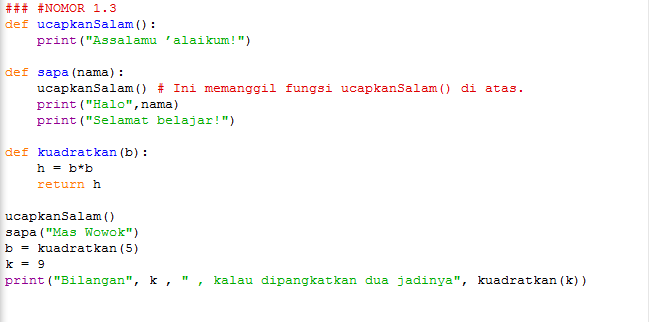 ### #NOMOR 1.3
def ucapkanSalam():
    print("Assalamu ’alaikum!")
def sapa(nama):
    ucapkanSalam() # Ini memanggil fungsi ucapkanSalam() di atas.
    print("Halo",nama)
    print("Selamat belajar!")
def kuadratkan(b):
    h = b*b
    return h
ucapkanSalam()
sapa("Mas Wowok")
b = kuadratkan(5)
k = 9
print("Bilangan", k , " , kalau dipangkatkan dua jadinya", kuadratkan(k))